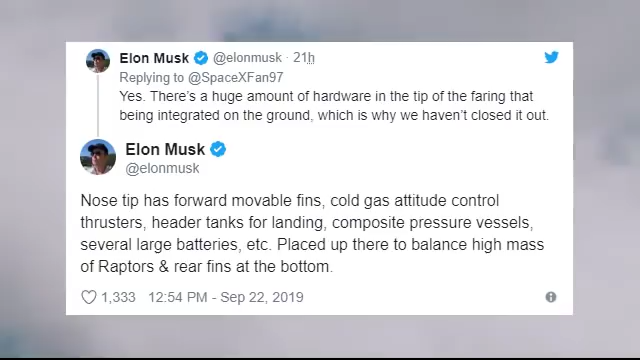 Elon Musk @elonmusk · 21h
Replying to @SpaceXFan97
Yes. There's a huge amount of hardware in the tip of the faring that
being integrated on the ground, which is why we haven't closed it out.
Elon Musk
@elonmusk
Nose tip has forward movable fins, cold gas attitude control
thrusters, header tanks for landing, composite pressure vessels,
several large batteries, etc. Placed up there to balance high mass
of Raptors & rear fins at the bottom.
1,333 12:54 PM - Sep 22, 2019